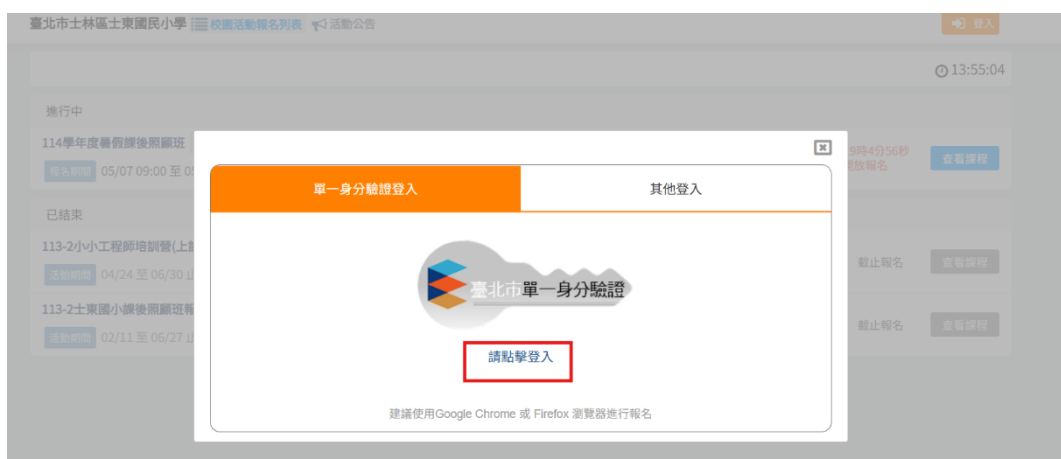 臺北市士林區士東國民小學 校園活動報名列表 活動公告 登入
13:55:04
進行中
114學年度暑假課後照顧班
報名期間 05/07 09:00 至 0
9時4分56秒
放報名
查看課程
單一身分驗證登入 其他登入
臺北市單一身分驗證
請點擊登入
建議使用Google Chrome 或 Firefox 瀏覽器進行報名
已結束
113-2小小工程師培訓營(上
活動期間 04/24 至 06/30 止
截止報名 查看課程
113-2士東國小課後照顧班報
活動期間 02/11 至 06/27 止
截止報名 查看課程